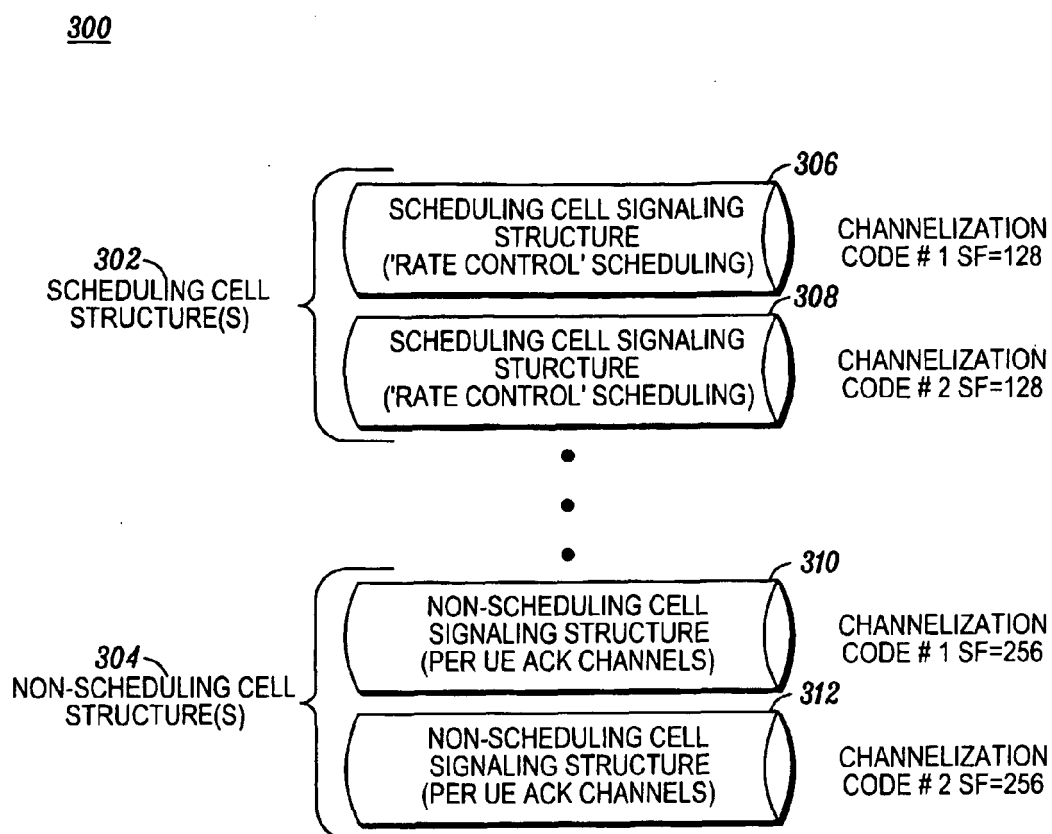 300
306
SCHEDULING CELL SIGNALING
STRUCTURE
('RATE CONTROL' SCHEDULING)
CHANNELIZATION
CODE # 1 SF=128
302
SCHEDULING CELL
STRUCTURE(S)
308
SCHEDULING CELL SIGNALING
STURCTURE
('RATE CONTROL' SCHEDULING)
CHANNELIZATION
CODE # 2 SF=128
310
NON-SCHEDULING CELL
SIGNALING STRUCTURE
(PER UE ACK CHANNELS)
CHANNELIZATION
CODE # 1 SF=256
304
NON-SCHEDULING CELL
STRUCTURE(S)
312
NON-SCHEDULING CELL
SIGNALING STRUCTURE
(PER UE ACK CHANNELS)
CHANNELIZATION
CODE # 2 SF=256